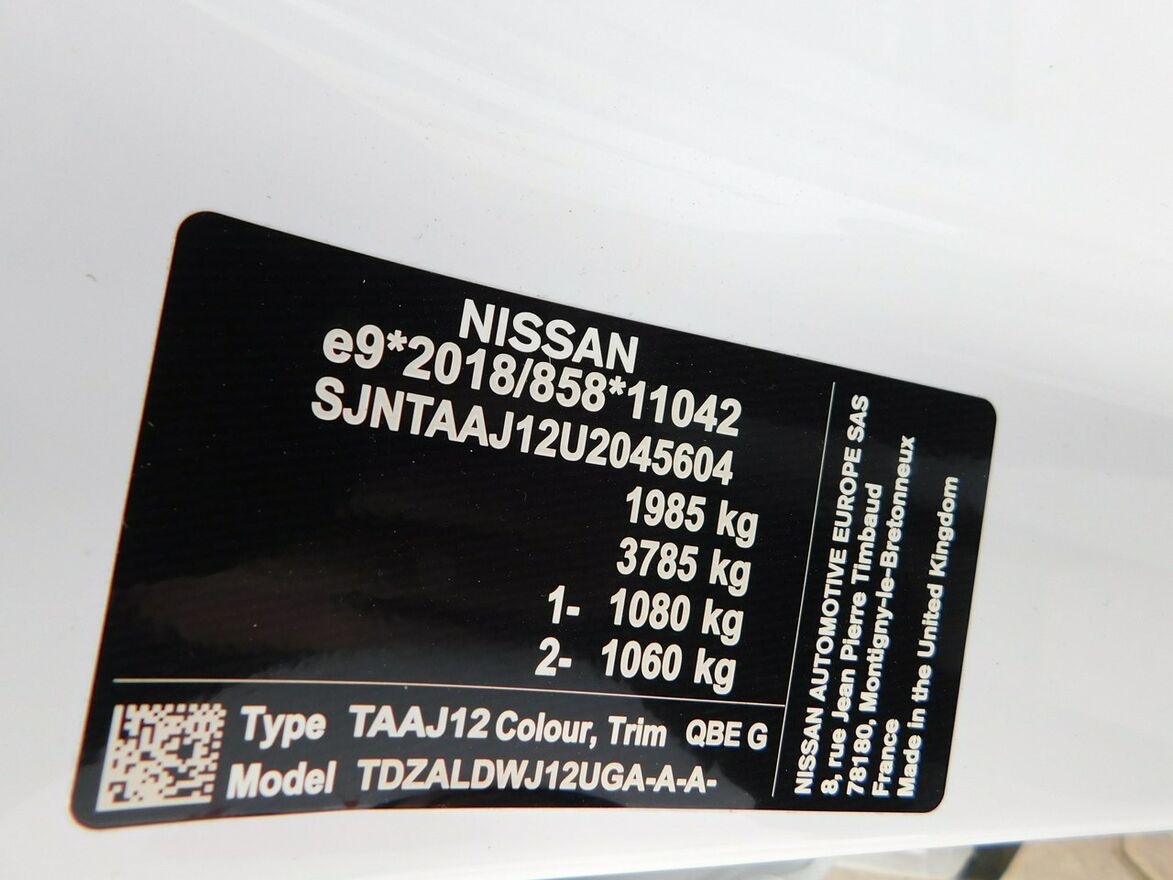 NISSAN
e9*2018/858*11042
SJNTAAJ12U2045604
1985 kg
3785 kg
1- 1080 kg
2- 1060 kg
Type TAAJ12 Colour, Trim QBE G
Model TDZALDWJ12UGA-A-A-
NISSAN AUTOMOTIVE EUROPE SAS
8, rue Jean Pierre Timbaud
78180, Montigny-le-Bretonneux
France
Made in the United Kingdom